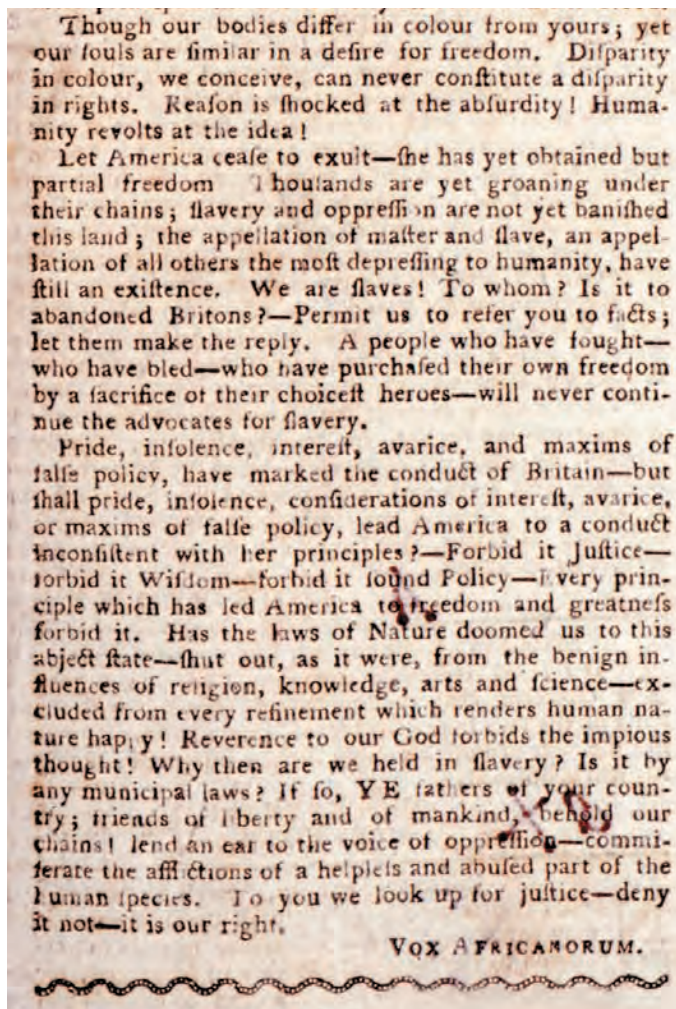 Though our bodies differ in colour from yours; yet
our ſouls are ſimilar in a deſire for freedom. Diſparity
in colour, we conceive, can never conſtitute a diſparity
in rights. Reaſon is ſhocked at the abſurdity! Huma-
nity revolts at the idea!
Let America ceaſe to exult—ſhe has yet obtained but
partial freedom Thouſands are yet groaning under
their chains; ſlavery and oppreſſion are not yet baniſhed
this land; the appellation of maſter and ſlave, an appel-
lation of all others the moſt depreſſing to humanity, have
ſtill an exiſtence. We are ſlaves! To whom? Is it to
abandoned Britons?—Permit us to refer you to facts;
let them make the reply. A people who have fought—
who have bled—who have purchaſed their own freedom
by a ſacrifice of their choiceſt heroes—will never conti-
nue the advocates for ſlavery.
Pride, inſolence, intereſt, avarice, and maxims of
falſe policy, have marked the conduct of Britain—but
ſhall pride, inſolence, conſiderations of intereſt, avarice,
or maxims of falſe policy, lead America to a conduct
inconſiſtent with her principles?—Forbid it Juſtice—
forbid it Wiſdom—forbid it ſound Policy—Every prin-
ciple which has led America to freedom and greatneſs
forbid it. Has the laws of Nature doomed us to this
abject ſtate—ſhut out, as it were, from the benign in-
fluences of religion, knowledge, arts and ſcience—ex-
cluded from every refinement which renders human na-
ture happy! Reverence to our God forbids the impious
thought! Why then are we held in ſlavery? Is it by
any municipal laws? If ſo, YE fathers of your coun-
try; friends of liberty and of mankind, behold our
chains! lend an ear to the voice of oppreſſion—commi-
ſerate the afflictions of a helpleſs and abuſed part of the
human ſpecies. To you we look up for juſtice—deny
it not—it is our right.
VOX AFRICANORUM.